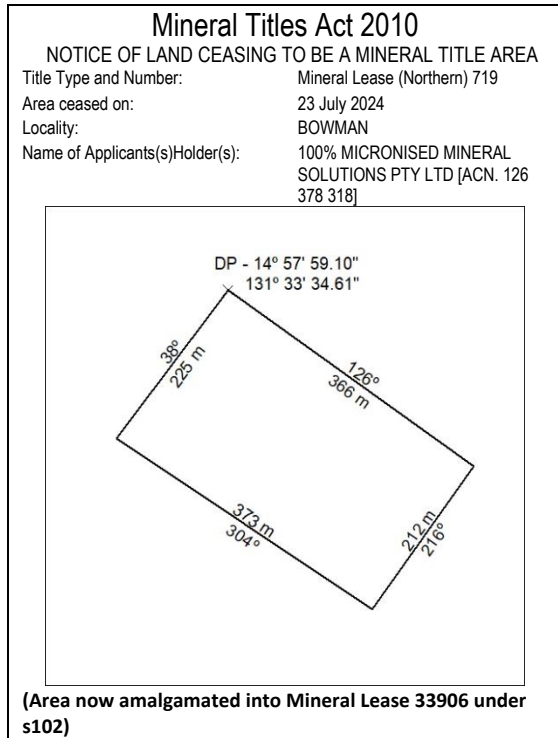 Mineral Titles Act 2010
NOTICE OF LAND CEASING TO BE A MINERAL TITLE AREA
Title Type and Number: Mineral Lease (Northern) 719
Area ceased on: 23 July 2024
Locality: BOWMAN
Name of Applicants(s)Holder(s): 100% MICRONISED MINERAL
SOLUTIONS PTY LTD [ACN. 126
378 318]
DP - 14º 57' 59.10"
131º 33' 34.61"
38º
225 m
126º
366 m
373 m
304º
212 m
216º
(Area now amalgamated into Mineral Lease 33906 under
s102)